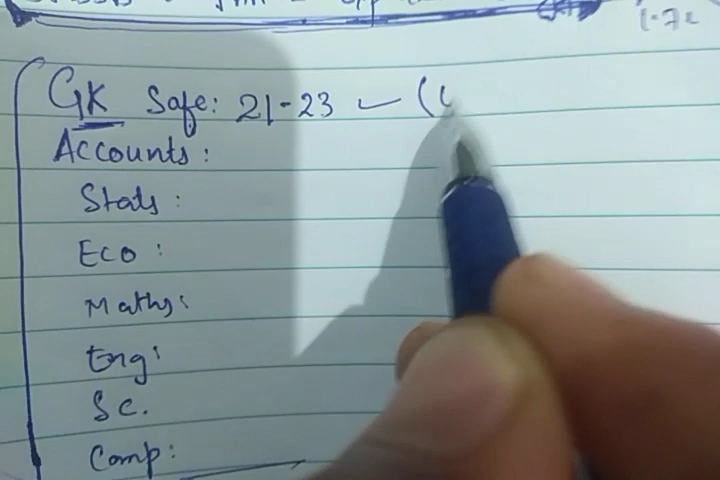 GK Safe: 21-23 — (
Accounts:
Stats:
Eco:
Maths:
Eng:
Sc.
Comp: